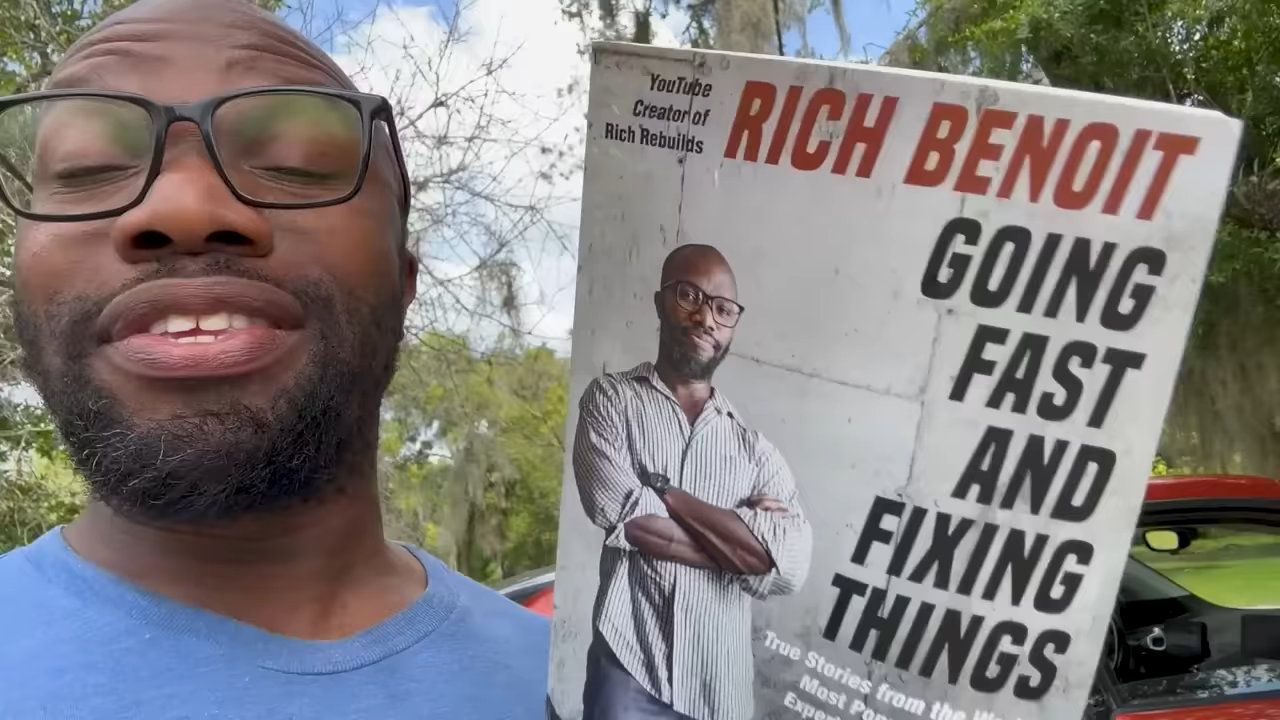 YouTube
Creator of
Rich Rebuilds
RICH BENOIT
GOING
FAST
AND
FIXING
THINGS
True Stories from the
Most